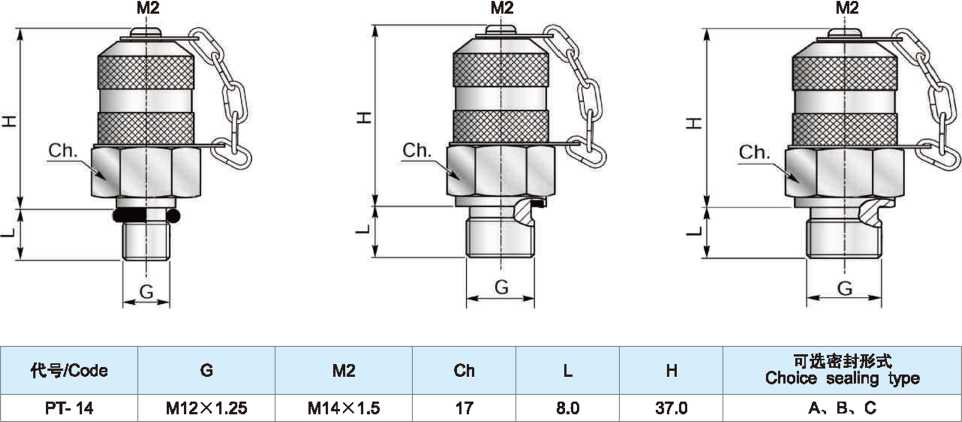 M2 M2 M2
H H H
Ch. Ch. Ch.
L L L
G G G
代号/Code G M2 Ch L H 可选密封形式
Choice sealing type
PT- 14 M12×1.25 M14×1.5 17 8.0 37.0 A、B、C